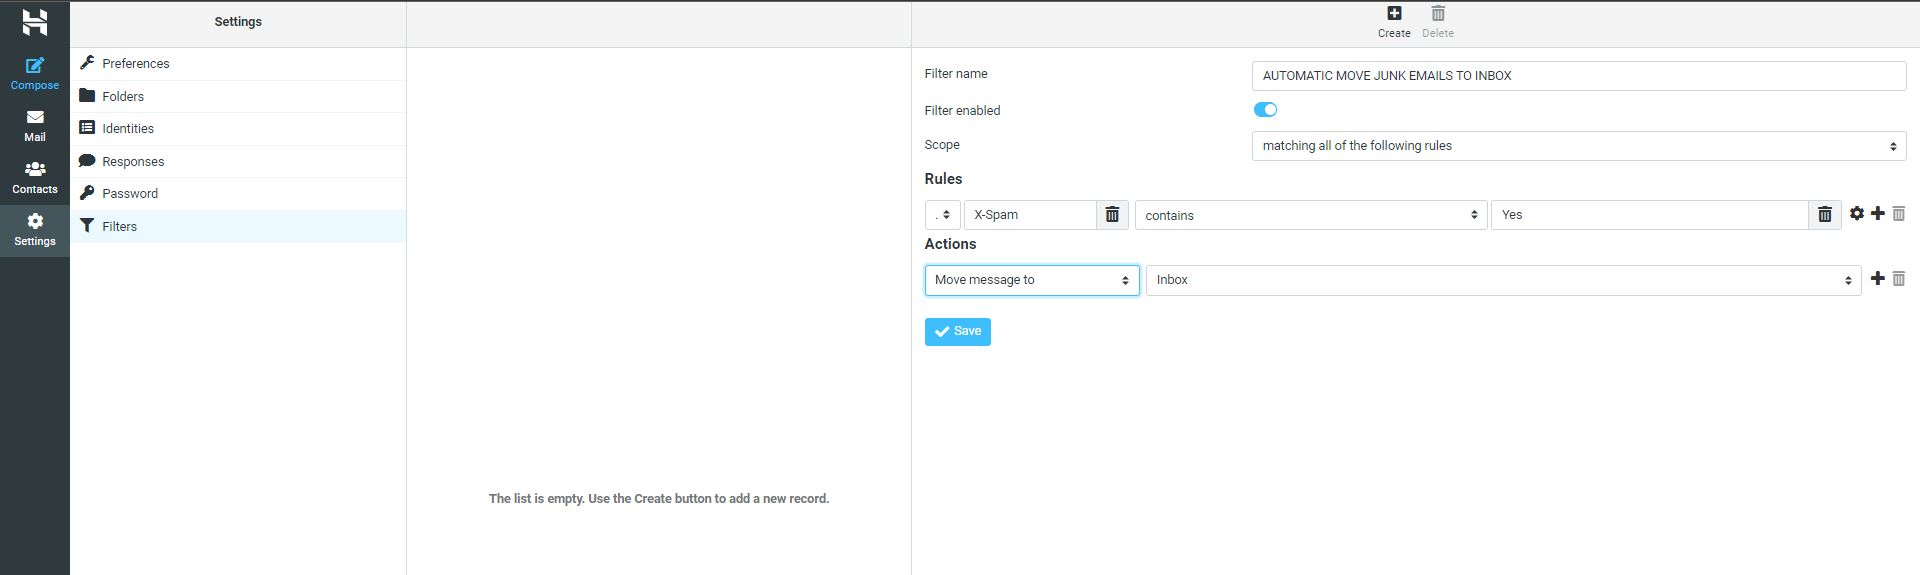 Settings
Create
Delete
Compose
Mail
Contacts
Settings
Preferences
Folders
Identities
Responses
Password
Filters
The list is empty. Use the Create button to add a new record.
Filter name
AUTOMATIC MOVE JUNK EMAILS TO INBOX
Filter enabled
Scope
matching all of the following rules
Rules
. X-Spam contains Yes
Actions
Move message to Inbox
Save